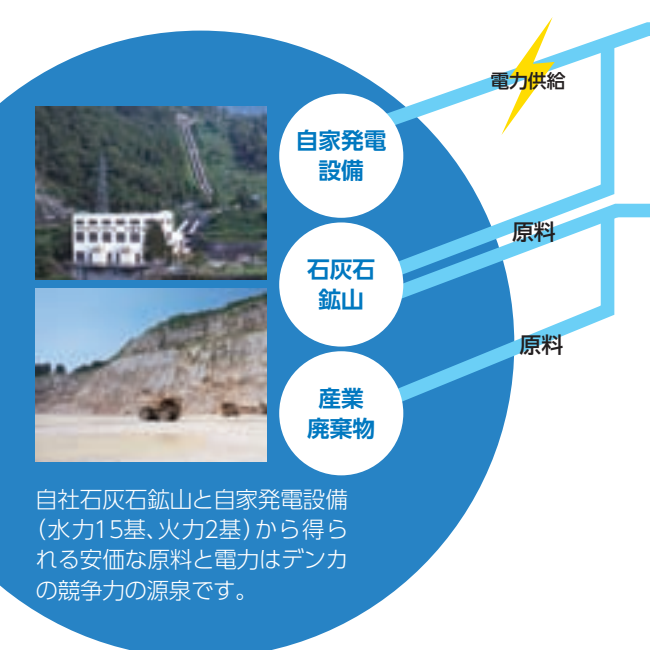 電力供給
自家発電
設備
原料
石灰石
鉱山
原料
産業
廃棄物
自社石灰石鉱山と自家発電設備
(水力15基、火力2基)から得ら
れる安価な原料と電力はデンカ
の競争力の源泉です。